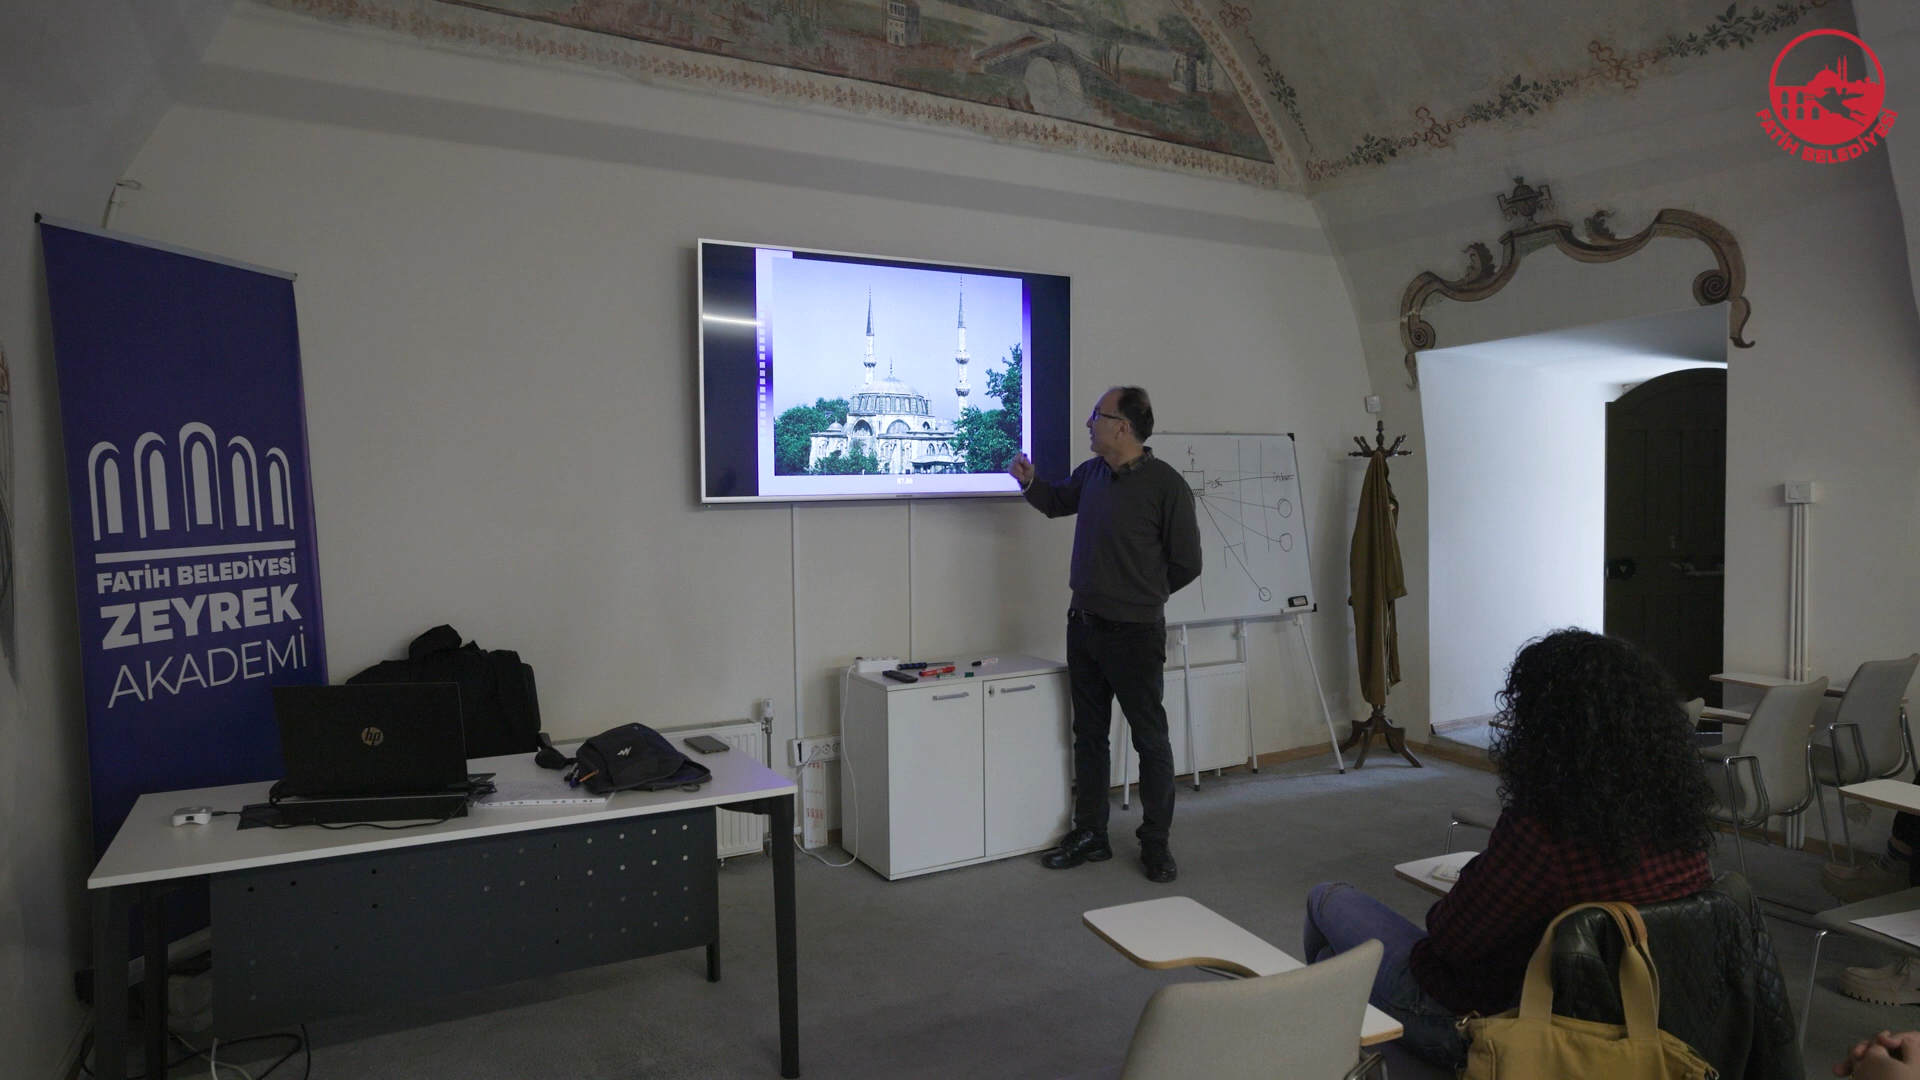 FATİH BELEDİYESİ
FATİH BELEDİYESİ
ZEYREK
AKADEMİ
hp
K